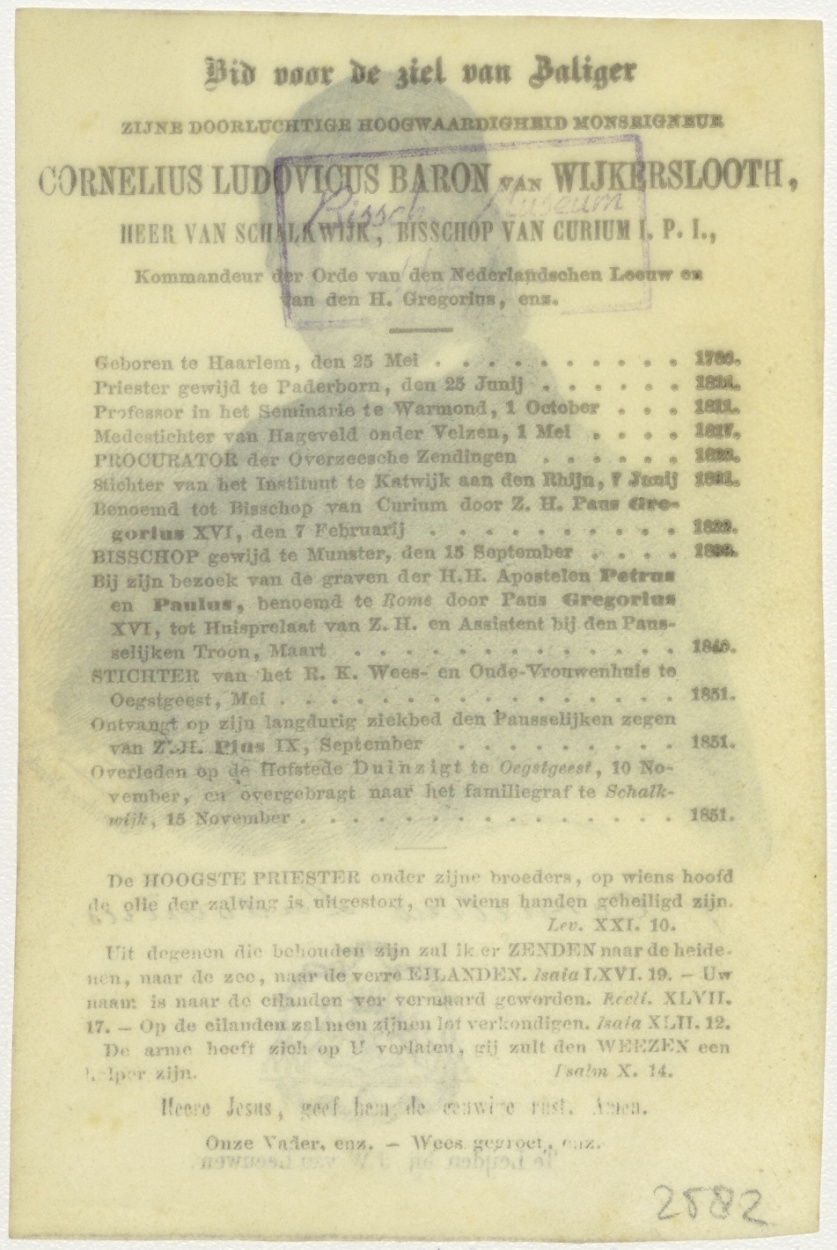 Bid voor de ziel van Zaliger
ZIJNE DOORLUCHTIGE HOOGWAARDIGHEID MONSEIGNEUR
CORNELIUS LUDOVICUS BARON VAN WIJKERSLOOTH,
HEER VAN SCHALKWIJK, BISSCHOP VAN CURIUM I. P. I.,
Kommandeur der Orde van den Nederlandschen Leeuw en
van den H. Gregorius, enz.
Bissch Museum
Geboren te Haarlem, den 25 Mei . . . . . . . . . . 1786.
Priester gewijd te Paderborn, den 25 Junij . . . . . .
Professor in het Seminarie te Warmond, 1 October . . . 1811.
Medestichter van Hageveld onder Velzen, 1 Mei . . . . 1817.
PROCURATOR der Overzeesche Zendingen . . . . . .
Stichter van het Instituut te Katwijk aan den Rhijn, 7 Junij 1831.
Benoemd tot Bisschop van Curium door Z. H. Paus Gre-
gorius XVI, den 7 Februarij . . . . . . . . . .
BISSCHOP gewijd te Munster, den 15 September . . . .
Bij zijn bezoek van de graven der H.H. Apostelen Petrus
en Paulus, benoemd te Rome door Paus Gregorius
XVI, tot Huisprelaat van Z. H. en Assistent bij den Paus-
selijken Troon, Maart . . . . . . . . . . . . .
STICHTER van het R. K. Wees- en Oude-Vrouwenhuis te
Oegstgeest, Mei . . . . . . . . . . . . . . . . 1851.
Ontvangt op zijn langdurig ziekbed den Pausselijken zegen
van Z. H. Pius IX, September . . . . . . . . . 1851.
Overleden op de Hofstede Duinzigt te Oegstgeest, 10 No-
vember, en overgebragt naar het familiegraf te Schalk-
wijk, 15 November . . . . . . . . . . . . . . . 1851.
De HOOGSTE PRIESTER onder zijne broeders, op wiens hoofd
de olie der zalving is uitgestort, en wiens handen geheiligd zijn.
Lev. XXI. 10.
Uit degenen die behouden zijn zal ik er ZENDEN naar de heide-
nen, naar de zee, naar de verre EILANDEN. Isaia LXVI. 19. — Uw
naam is naar de eilanden ver vermaard geworden. Eccli. XLVII.
17. — Op de eilanden zal men zijnen lof verkondigen. Isaia XLII. 12.
De arme heeft zich op U verlaten, gij zult den WEEZEN een
helper zijn. Psalm X. 14.
Heere Jesus, geef hem de eeuwige rust. Amen.
Onze Vader, enz. — Wees gegroet, enz.
2582